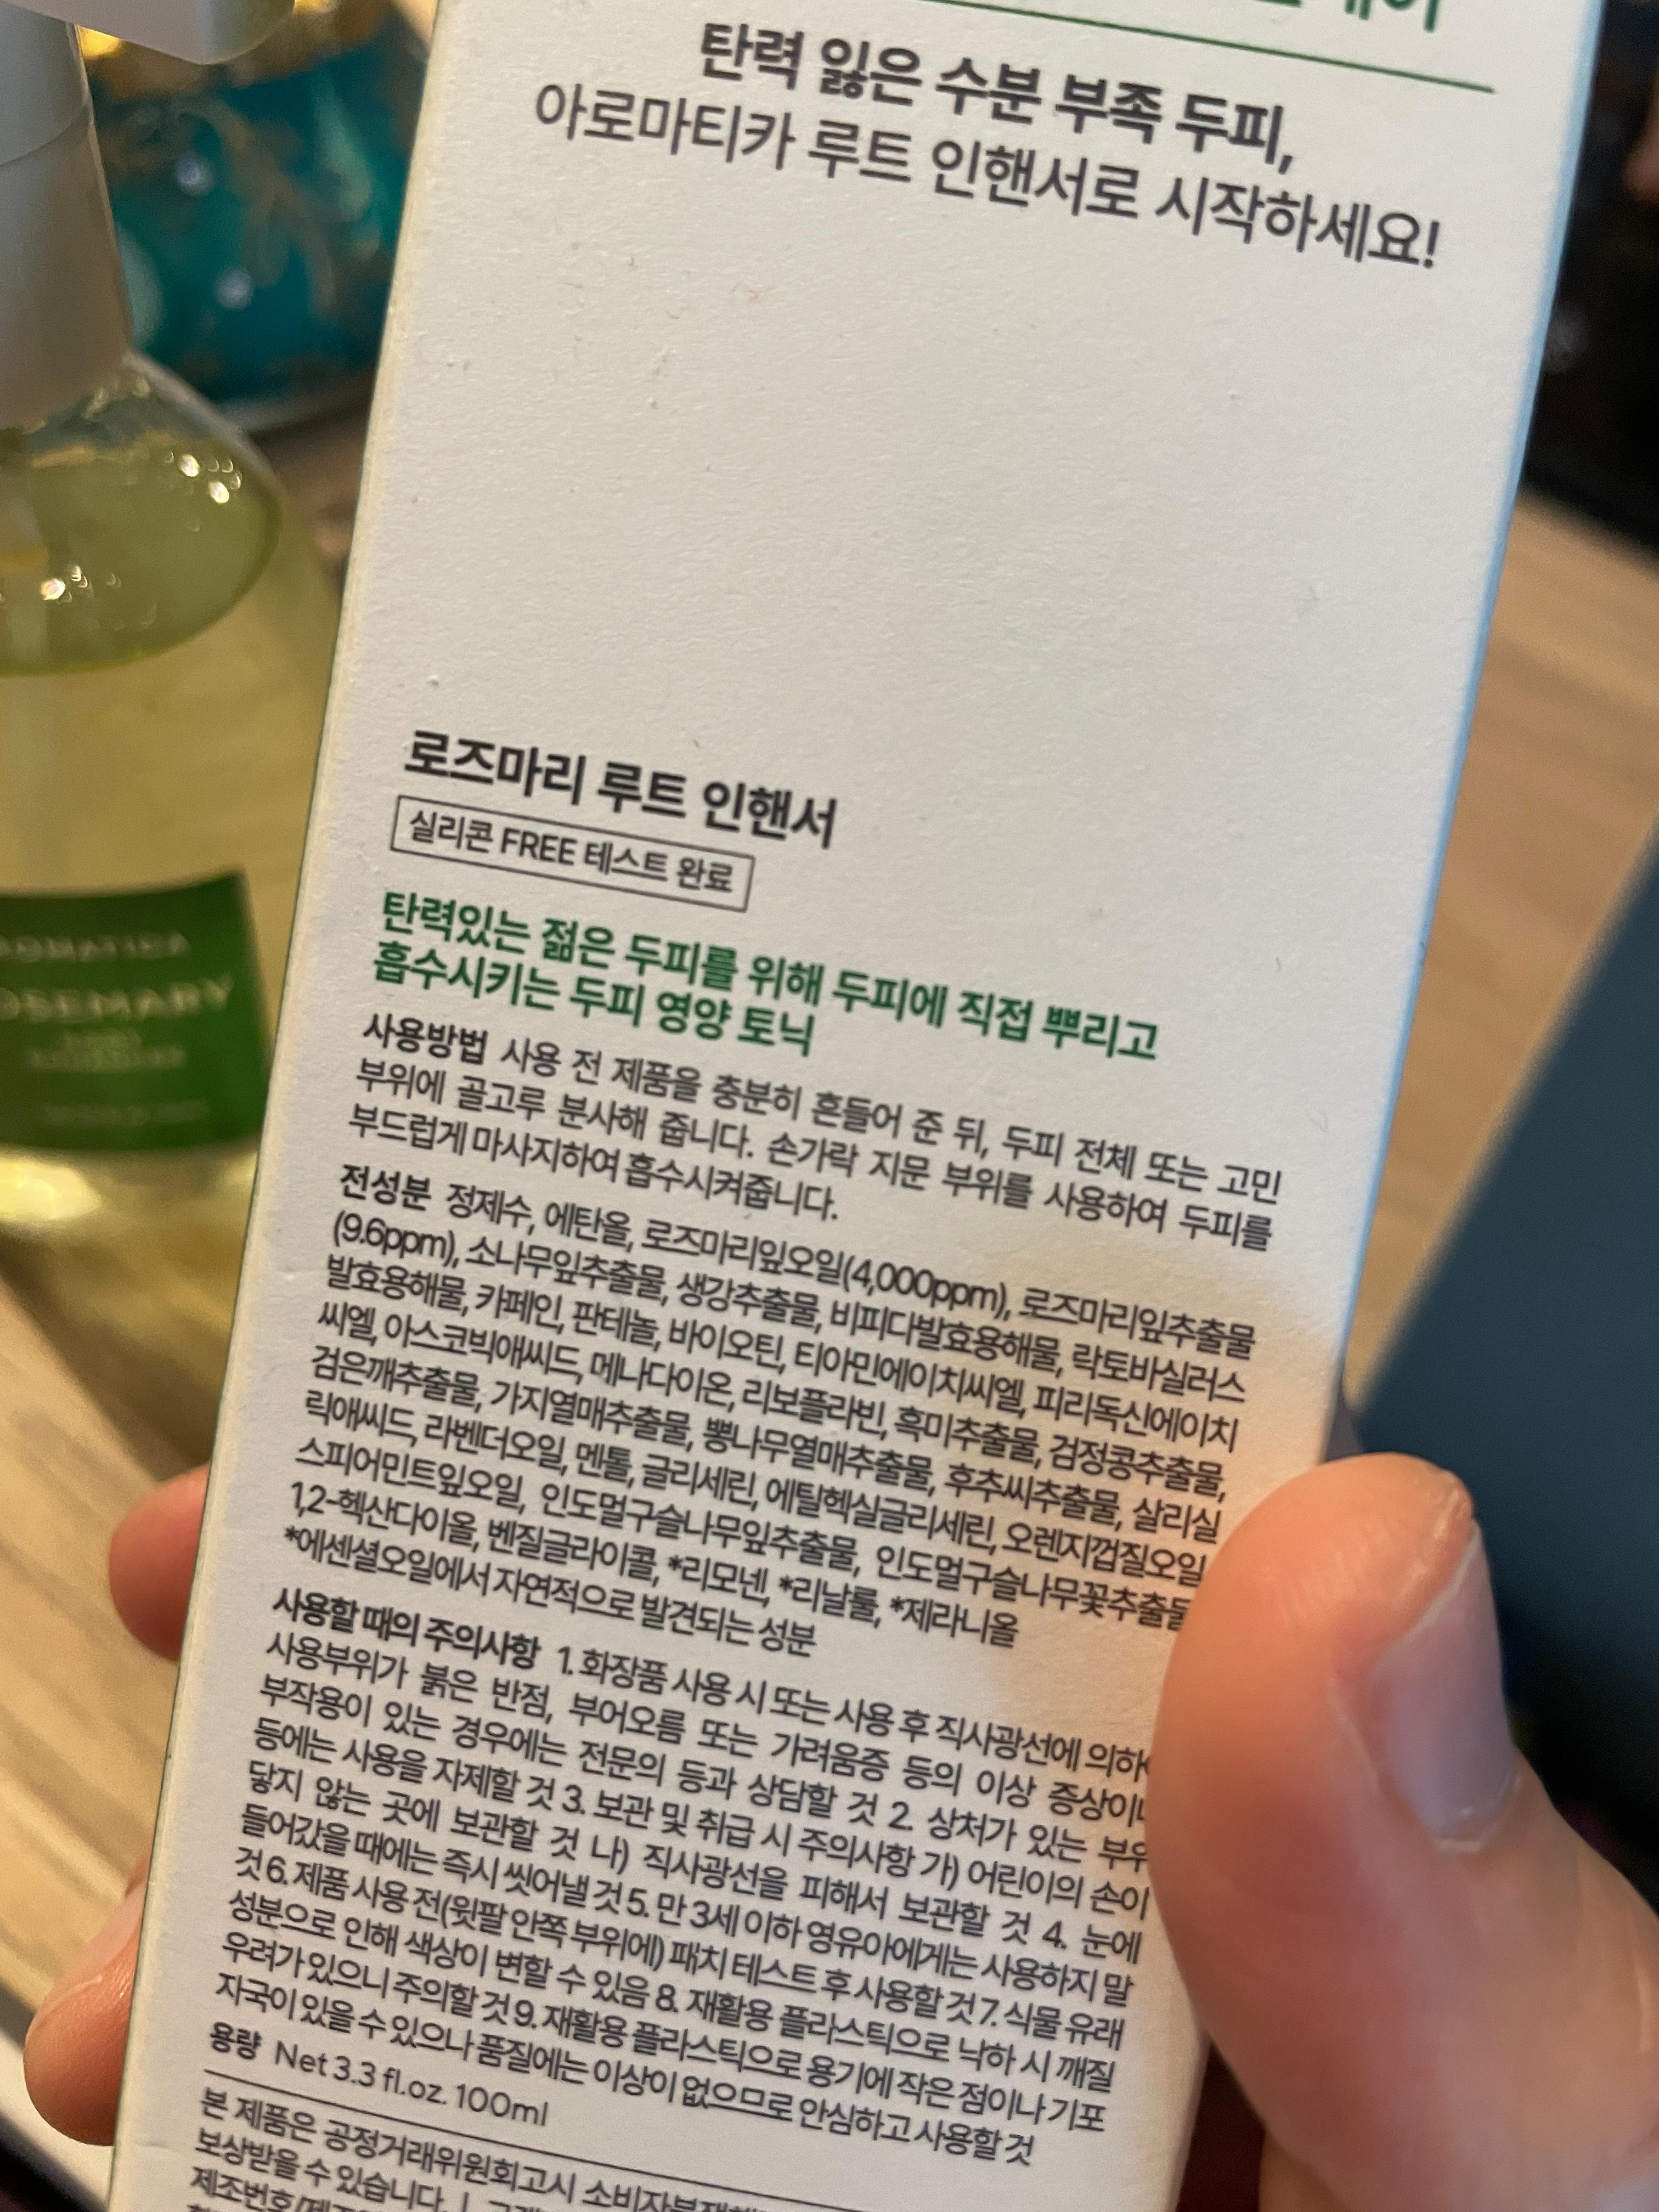 탄력 잃은 수분 부족 두피,
아로마티카 루트 인핸서로 시작하세요!
로즈마리 루트 인핸서
실리콘 FREE 테스트 완료
탄력있는 젊은 두피를 위해 두피에 직접 뿌리고
흡수시키는 두피 영양 토닉
사용방법 사용 전 제품을 충분히 흔들어 준 뒤, 두피 전체 또는 고민
부위에 골고루 분사해 줍니다. 손가락 지문 부위를 사용하여 두피를
부드럽게 마사지하여 흡수시켜줍니다.
전성분 정제수, 에탄올, 로즈마리잎오일(4,000ppm), 로즈마리잎추출물
(9.6ppm), 소나무잎추출물, 생강추출물, 비피다발효용해물, 락토바실러스
발효용해물, 카페인, 판테놀, 바이오틴, 티아민에이치씨엘, 피리독신에이치
씨엘, 아스코빅애씨드, 메나다이온, 리보플라빈, 흑미추출물, 검정콩추출물,
검은깨추출물, 가지열매추출물, 뽕나무열매추출물, 후추씨추출물, 살리실
릭애씨드, 라벤더오일, 멘톨, 글리세린, 에틸헥실글리세린, 오렌지껍질오일,
스피어민트잎오일, 인도멀구슬나무잎추출물, 인도멀구슬나무꽃추출물
1,2-헥산다이올, 벤질글라이콜, *리모넨, *리날룰, *제라니올
*에센셜오일에서 자연적으로 발견되는 성분
사용할 때의 주의사항 1. 화장품 사용 시 또는 사용 후 직사광선에 의하
사용부위가 붉은 반점, 부어오름 또는 가려움증 등의 이상 증상이나
부작용이 있는 경우에는 전문의 등과 상담할 것 2. 상처가 있는 부위
등에는 사용을 자제할 것 3. 보관 및 취급 시 주의사항 가) 어린이의 손이
닿지 않는 곳에 보관할 것 나) 직사광선을 피해서 보관할 것 4. 눈에
들어갔을 때에는 즉시 씻어낼 것 5. 만 3세 이하 영유아에게는 사용하지 말
것 6. 제품 사용 전(윗팔 안쪽 부위에) 패치 테스트 후 사용할 것 7. 식물 유래
성분으로 인해 색상이 변할 수 있음 8. 재활용 플라스틱으로 낙하 시 깨질
우려가 있으니 주의할 것 9. 재활용 플라스틱으로 용기에 작은 점이나 기포
자국이 있을 수 있으나 품질에는 이상이 없으므로 안심하고 사용할 것
용량 Net 3.3 fl.oz. 100ml
본 제품은 공정거래위원회고시
보상받을 수 있습니다. |
ROMATICA
OSEMARY